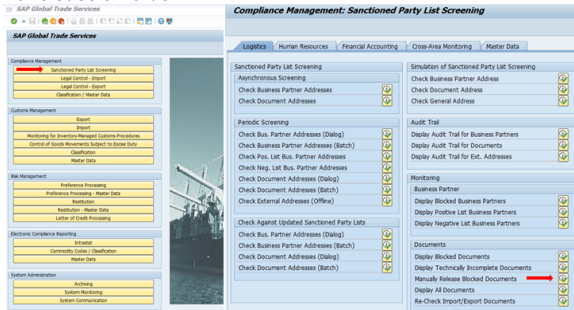 SAP Global Trade Services
SAP Global Trade Services
Compliance Management
Sanctioned Party List Screening
Legal Control - Import
Legal Control - Export
Classification / Master Data
Customs Management
Export
Import
Monitoring for Inventory-Managed Customs Procedures
Control of Goods Movements Subject to Excise Duty
Classification
Master Data
Risk Management
Preference Processing
Preference Processing - Master Data
Restitution
Restitution - Master Data
Letter of Credit Processing
Electronic Compliance Reporting
Intrastat
Commodity Codes / Classification
Master Data
System Administration
Archiving
System Monitoring
System Communication
Compliance Management: Sanctioned Party List Screening
Logistics
Human Resources
Financial Accounting
Cross-Area Monitoring
Master Data
Sanctioned Party List Screening
Asynchronous Screening
Check Business Partner Addresses
Check Document Addresses
Periodic Screening
Check Bus. Partner Addresses (Dialog)
Check Business Partner Addresses (Batch)
Check Pos. List Bus. Partner Addresses
Check Neg. List Bus. Partner Addresses
Check Document Addresses (Dialog)
Check Document Addresses (Batch)
Check External Addresses (Offline)
Check Against Updated Sanctioned Party Lists
Check Bus. Partner Addresses (Dialog)
Check Business Partner Addresses (Batch)
Check Document Addresses (Dialog)
Check Document Addresses (Batch)
Simulation of Sanctioned Party List Screening
Check Business Partner Address
Check Document Address
Check General Address
Audit Trail
Display Audit Trail for Business Partners
Display Audit Trail for Documents
Display Audit Trail for Ext. Addresses
Monitoring
Business Partner
Display Blocked Business Partners
Display Positive List Business Partners
Display Negative List Business Partners
Documents
Display Blocked Documents
Display Technically Incomplete Documents
Manually Release Blocked Documents
Display All Documents
Re-Check Import/Export Documents